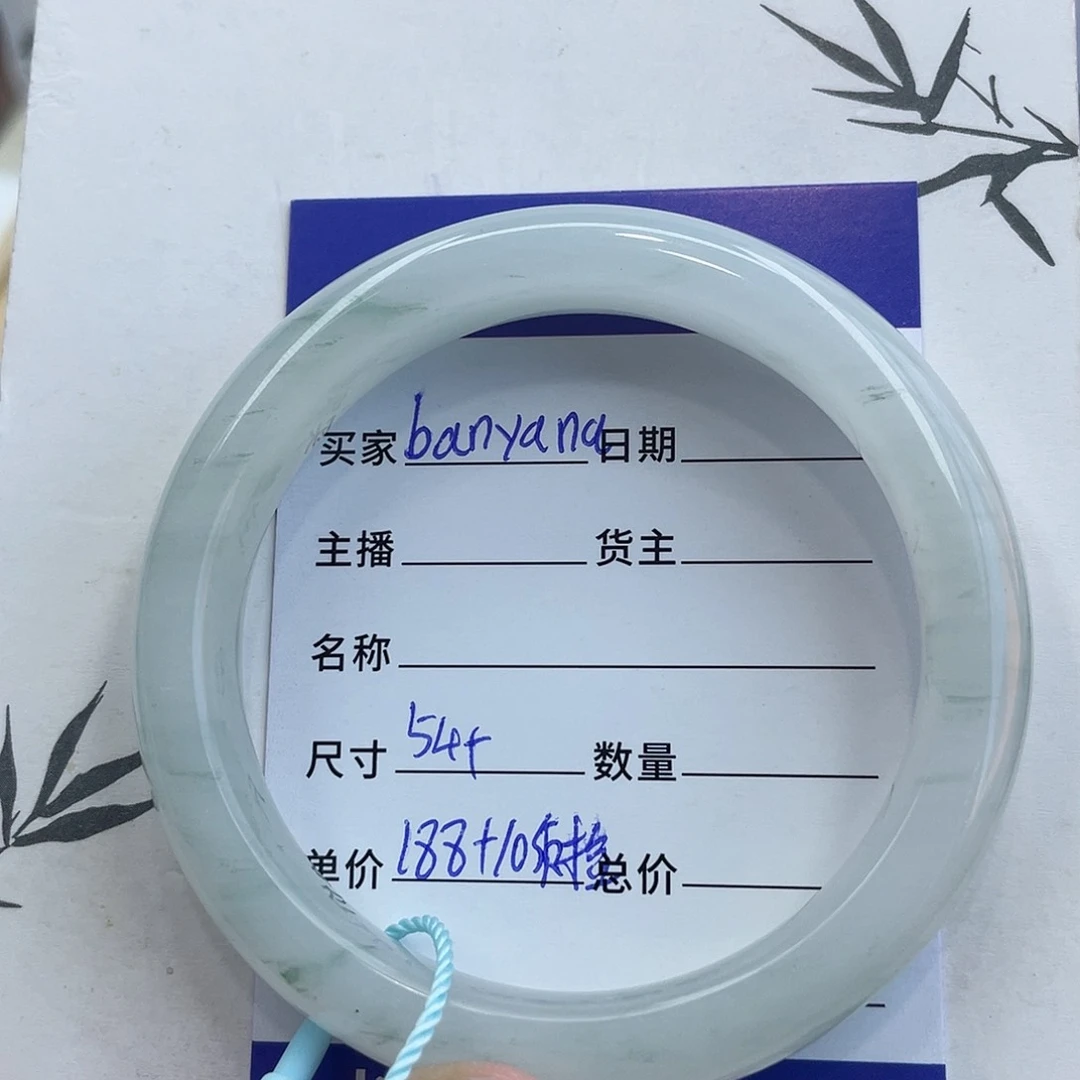 买家 banyana 日期
主播 货主
名称
尺寸 54+ 数量
单价 188+10 总价